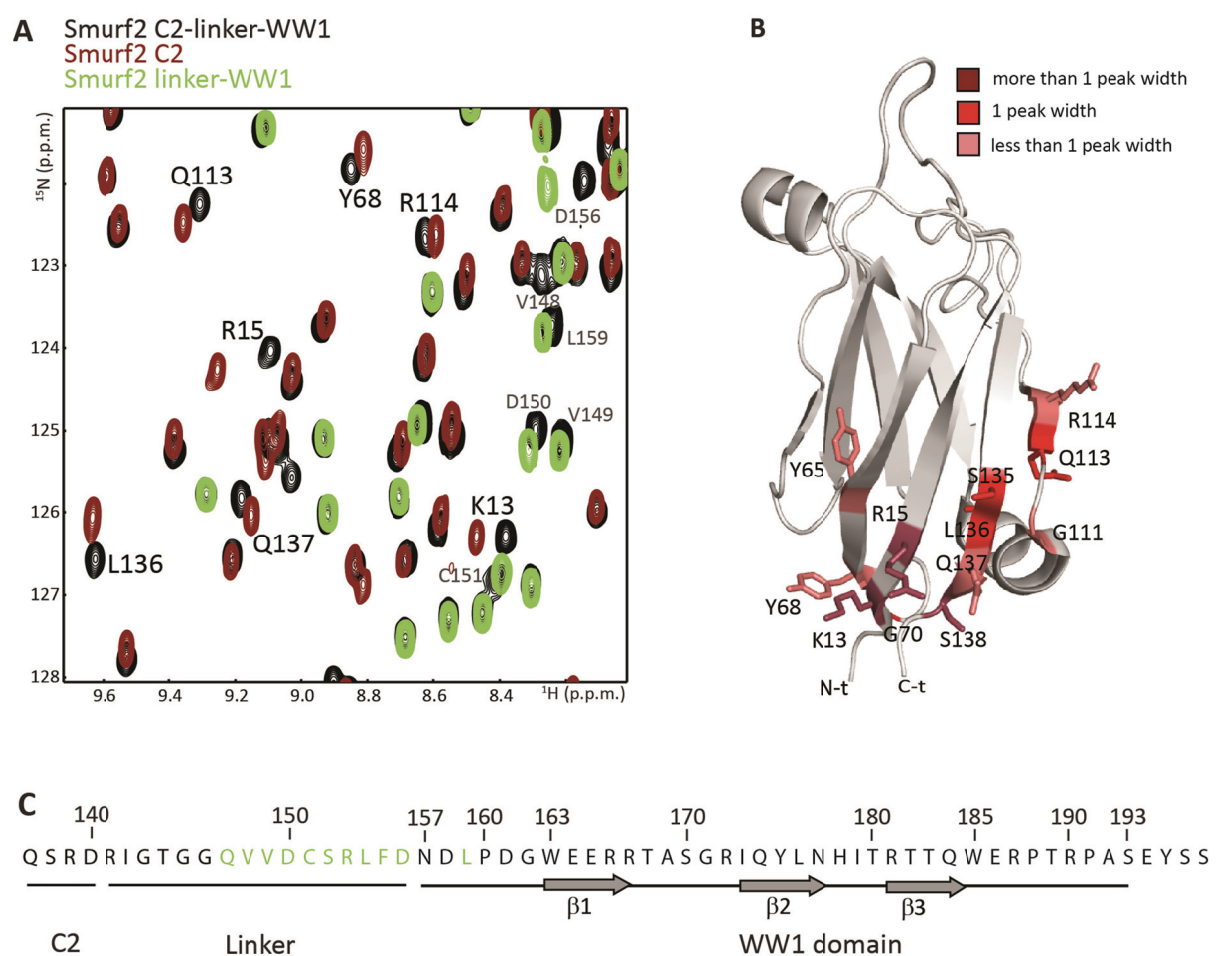 A
Smurf2 C2-linker-WW1
Smurf2 C2
Smurf2 linker-WW1
15N (p.p.m.)
123
124
125
126
127
128
9.6
9.4
9.2
9.0
8.8
8.6
8.4
1H (p.p.m.)
Q113
Y68
R114
D156
V148
L159
R15
D150
V149
K13
Q137
L136
C151
B
more than 1 peak width
1 peak width
less than 1 peak width
R114
Q113
Y65
S135
R15
L136
G111
Q137
Y68
K13
G70
S138
N-t
C-t
C
140 150 157 160 163 170 180 185 190 193
Q S R D R I G T G G Q V V D C S R L F D N D L P D G W E E R R T A S G R I Q Y L N H I T R T T Q W E R P T R P A S E Y S S
β1 β2 β3
C2 Linker WW1 domain